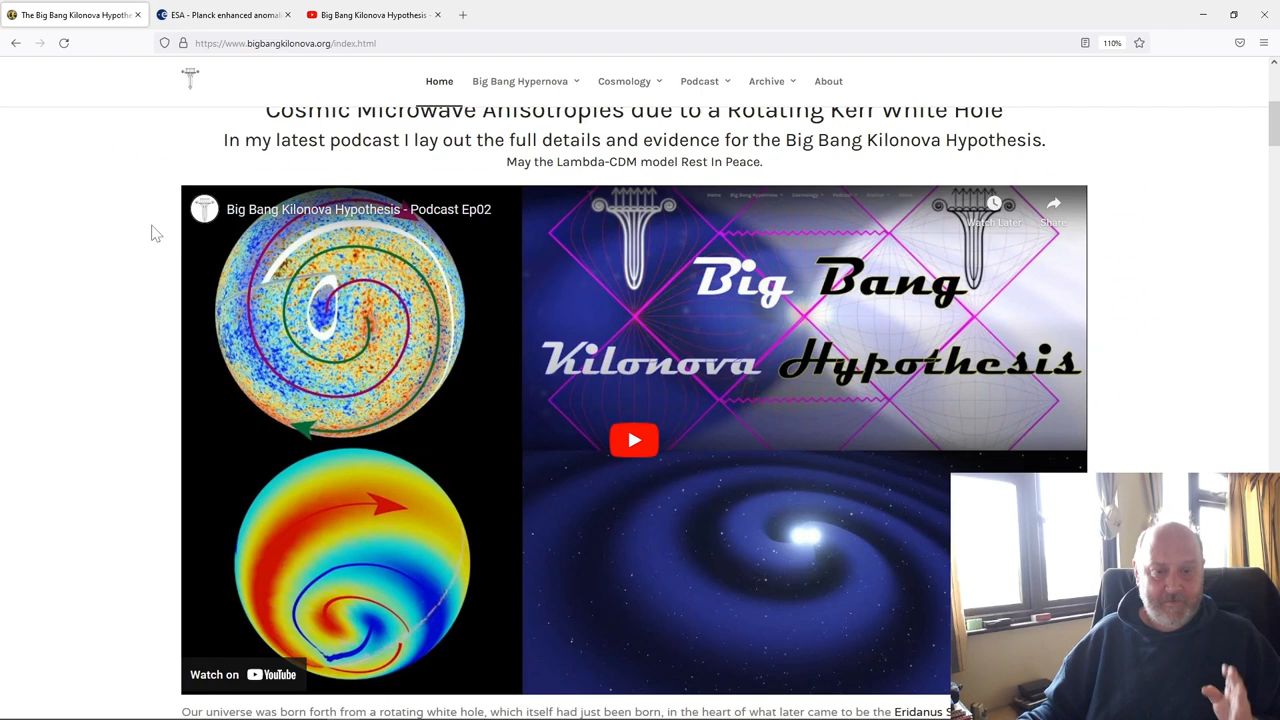 The Big Bang Kilonova Hypothe
ESA - Planck enhanced anomal
Big Bang Kilonova Hypothesis -
https://www.bigbangkilonova.org/index.html
110%
Home Big Bang Hypernova Cosmology Podcast Archive About
Cosmic Microwave Anisotropies due to a Rotating Kerr White Hole
In my latest podcast I lay out the full details and evidence for the Big Bang Kilonova Hypothesis.
May the Lambda-CDM model Rest In Peace.
Big Bang Kilonova Hypothesis - Podcast Ep02
Watch Later Share
Big Bang
Kilonova Hypothesis
Watch on YouTube
Our universe was born forth from a rotating white hole, which itself had just been born, in the heart of what later came to be the Eridanus S